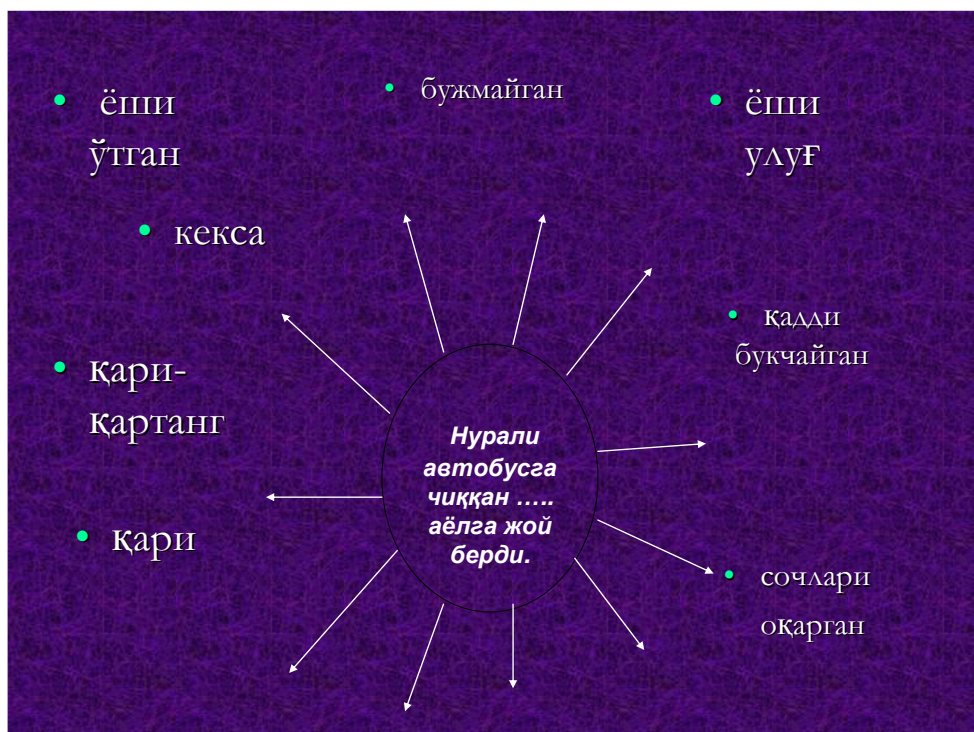 ёши
ўтган
бужмайган
ёши
улуғ
кекса
қадди
букчайган
қари-
қартанг
Нурали
автобусга
чиққан .....
аёлга жой
берди.
қари
сочлари
оқарган